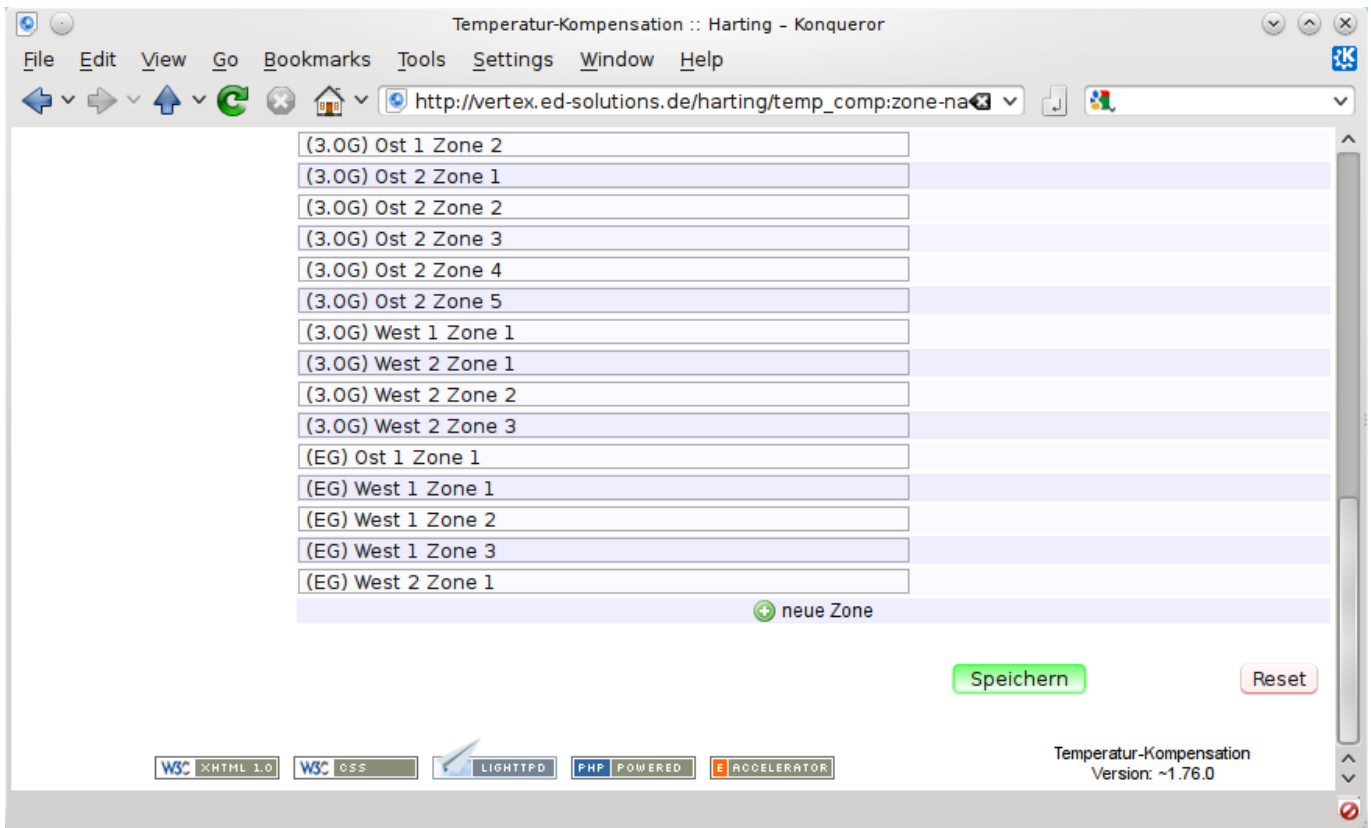 Temperatur-Kompensation :: Harting – Konqueror
File Edit View Go Bookmarks Tools Settings Window Help
http://vertex.ed-solutions.de/harting/temp_comp:zone-na
(3.OG) Ost 1 Zone 2
(3.OG) Ost 2 Zone 1
(3.OG) Ost 2 Zone 2
(3.OG) Ost 2 Zone 3
(3.OG) Ost 2 Zone 4
(3.OG) Ost 2 Zone 5
(3.OG) West 1 Zone 1
(3.OG) West 2 Zone 1
(3.OG) West 2 Zone 2
(3.OG) West 2 Zone 3
(EG) Ost 1 Zone 1
(EG) West 1 Zone 1
(EG) West 1 Zone 2
(EG) West 1 Zone 3
(EG) West 2 Zone 1
neue Zone
Speichern Reset
W3C XHTML 1.0 W3C CSS LIGHTTPD PHP POWERED E ACCELERATOR
Temperatur-Kompensation
Version: ~1.76.0